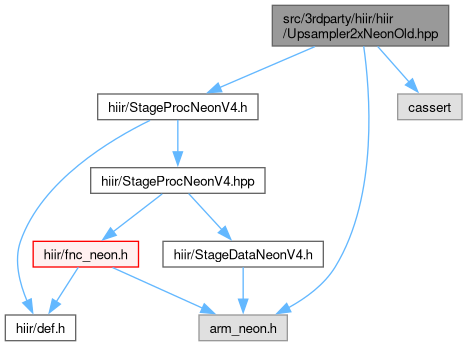 src/3rdparty/hiir/hiir
/Upsampler2xNeonOld.hpp
hiir/StageProcNeonV4.h
cassert
hiir/StageProcNeonV4.hpp
hiir/fnc_neon.h
hiir/StageDataNeonV4.h
hiir/def.h
arm_neon.h